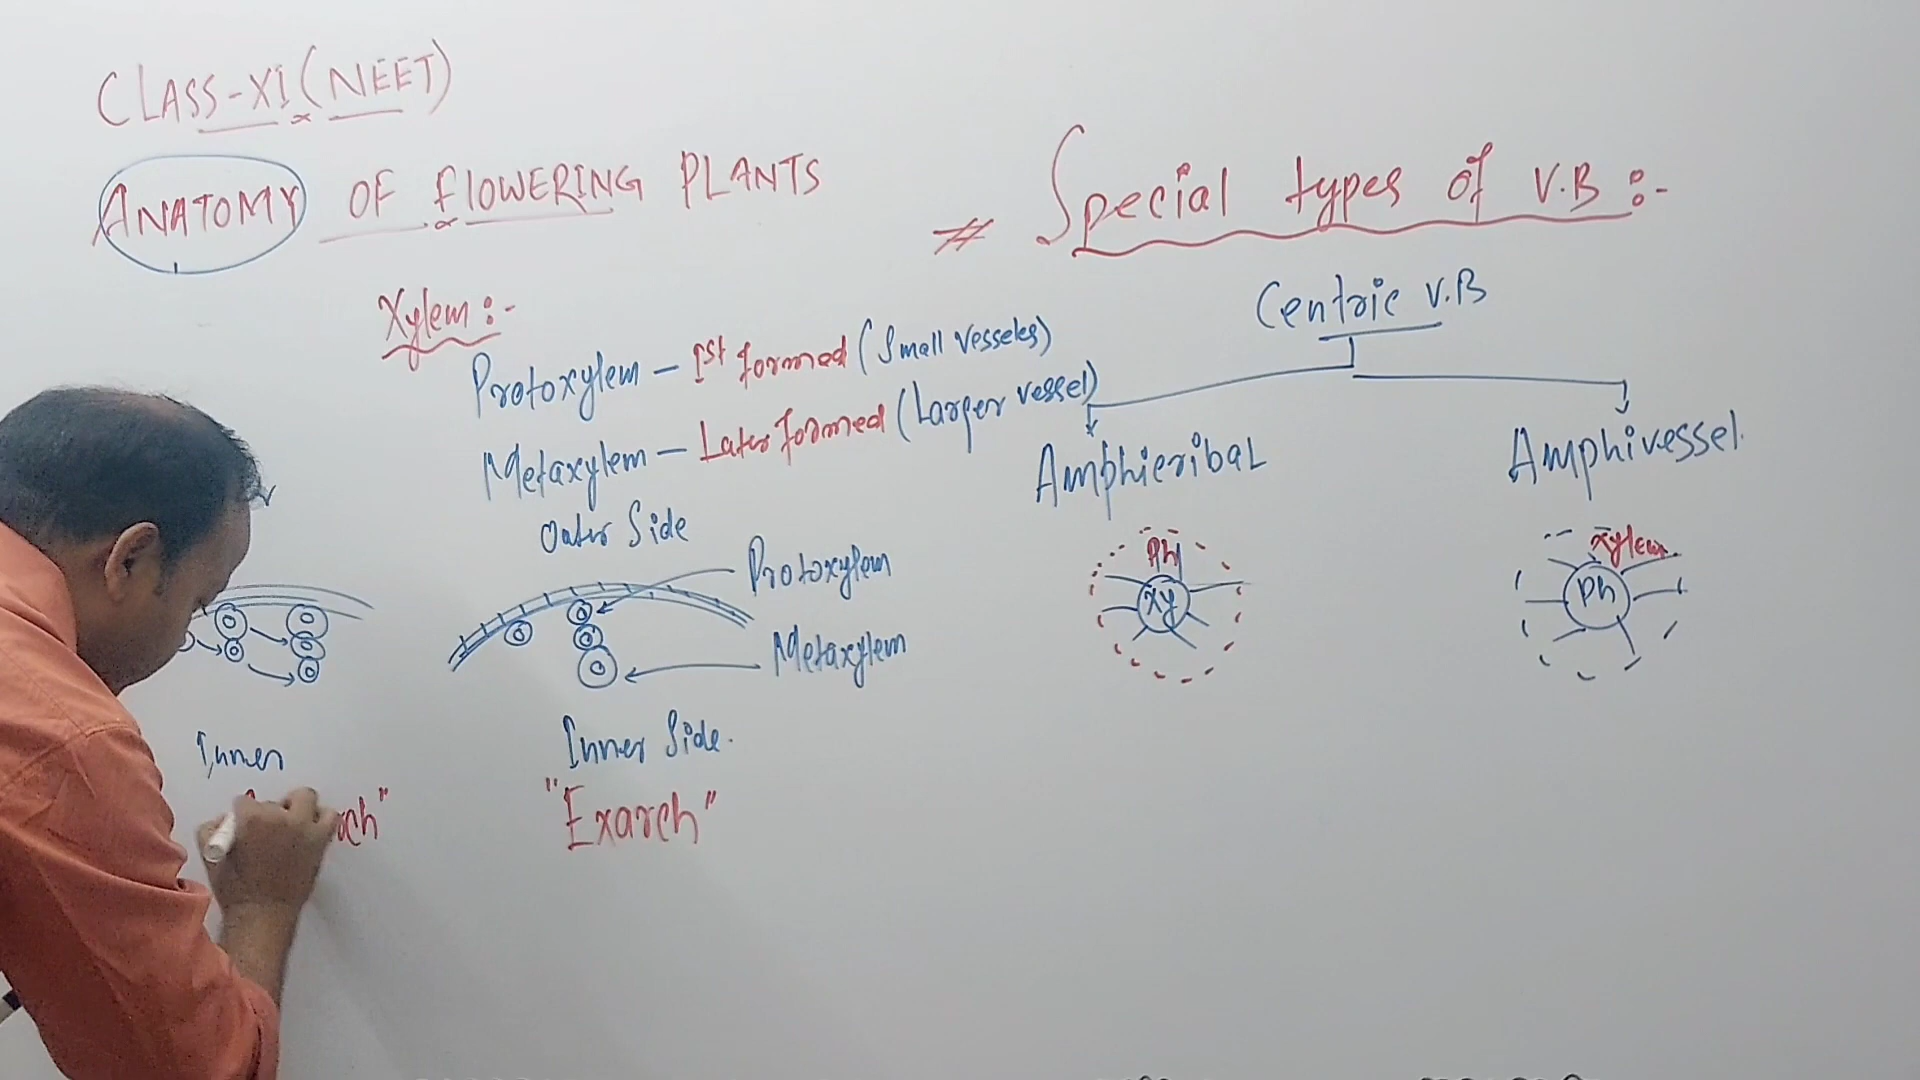 CLASS-XI (NEET)
ANATOMY OF FLOWERING PLANTS
Xylem :-
Protoxylem – Ist formed (Small Vesseles)
Metaxylem – Later formed (Larger vessel)
Outer Side
Protoxylem
Metaxylem
Inner
Inner Side.
"Exarch"
# Special types of V.B :-
Centric V.B
Amphicribal
Amphivessel.
Ph
Xy
Xylem
Ph